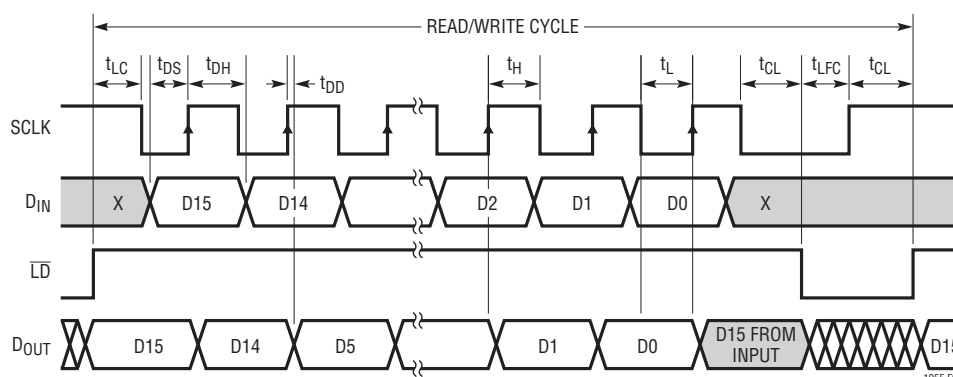 READ/WRITE CYCLE
tLC tDS tDH tDD tH tL tCL tLFC tCL
SCLK
DIN X D15 D14 D2 D1 D0 X
LD
DOUT D15 D14 D5 D1 D0 D15 FROM INPUT D15